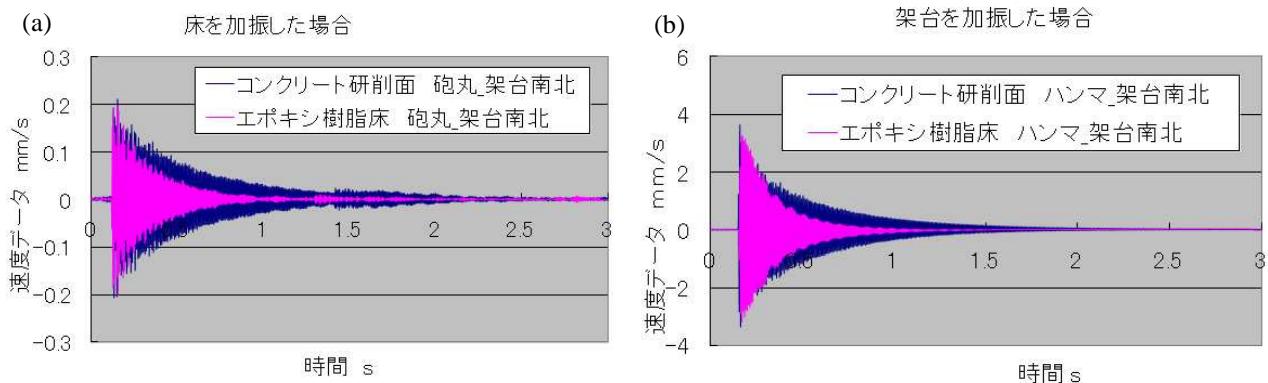 (a)
床を加振した場合
0.3
0.2
0.1
0
-0.1
-0.2
-0.3
速度データ mm/s
コンクリート研削面 砲丸_架台南北
エポキシ樹脂床 砲丸_架台南北
0 0.5 1 1.5 2 2.5 3
時間 s
(b)
架台を加振した場合
6
4
2
0
-2
-4
速度データ mm/s
コンクリート研削面 ハンマ_架台南北
エポキシ樹脂床 ハンマ_架台南北
0 0.5 1 1.5 2 2.5 3
時間 s